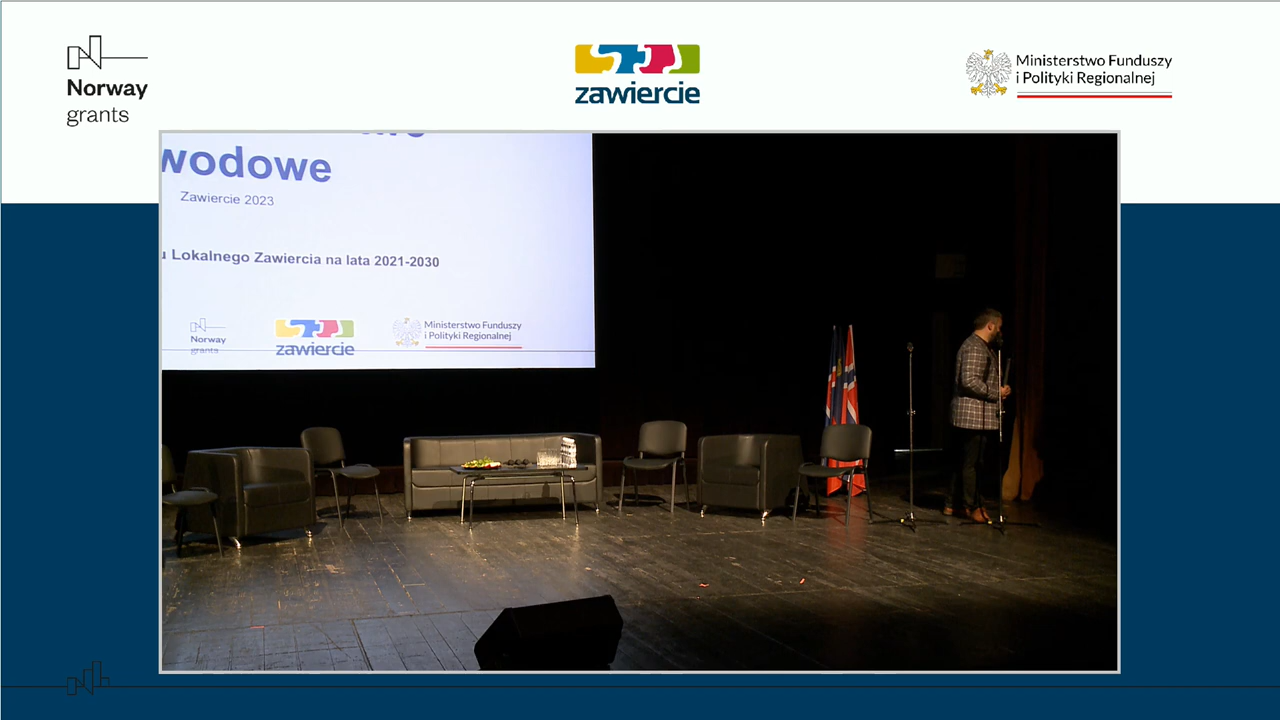 Norway
grants
zawiercie
Ministerstwo Funduszy
i Polityki Regionalnej
wodowe
Zawiercie 2023
Lokalnego Zawiercia na lata 2021-2030
Norway
grants
zawiercie
Ministerstwo Funduszy
i Polityki Regionalnej